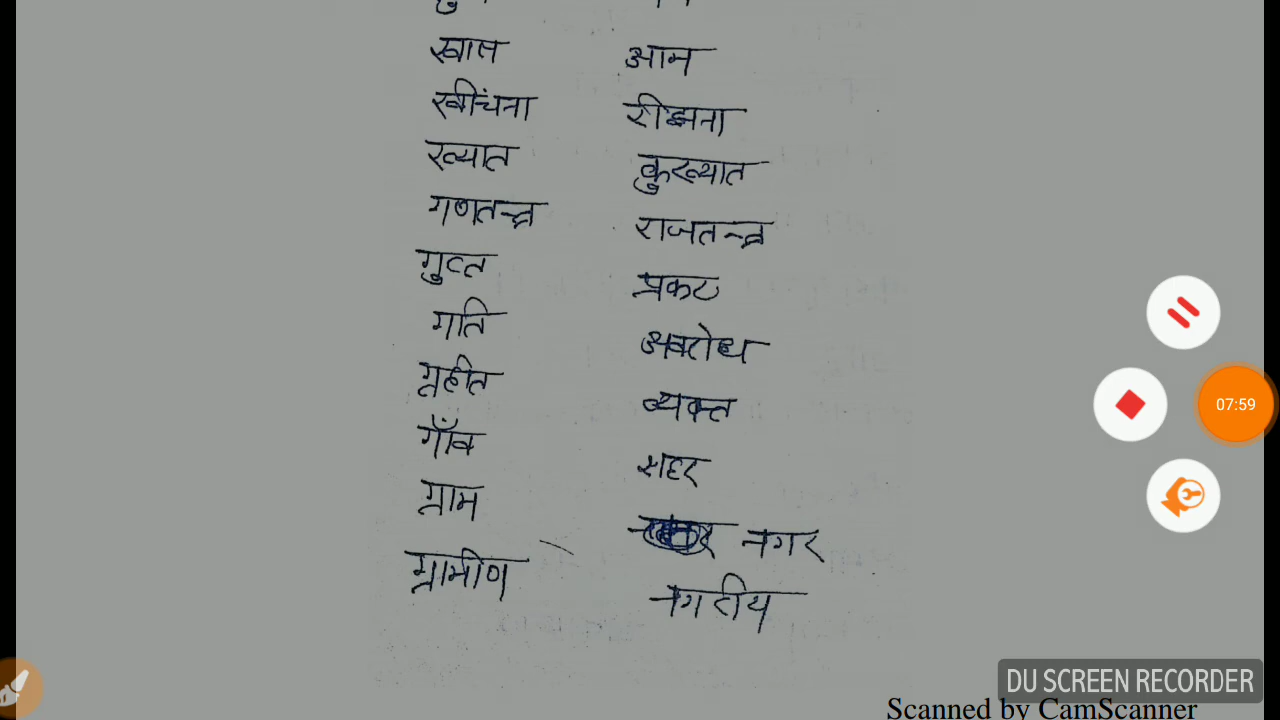 खास आम
खींचना रीझना
ख्यात कुख्यात
गणतन्त्र राजतन्त्र
गुप्त प्रकट
गति अवरोध
गृहीत व्यक्त
गाँव शहर
ग्राम नगर
ग्रामीण नगरीय
07:59
DU SCREEN RECORDER
Scanned by CamScanner